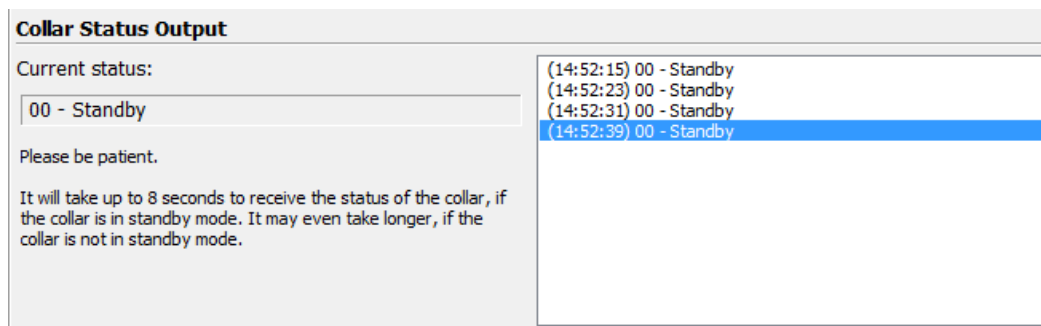 Collar Status Output
Current status:
00 - Standby
Please be patient.
It will take up to 8 seconds to receive the status of the collar, if
the collar is in standby mode. It may even take longer, if the
collar is not in standby mode.
(14:52:15) 00 - Standby
(14:52:23) 00 - Standby
(14:52:31) 00 - Standby
(14:52:39) 00 - Standby